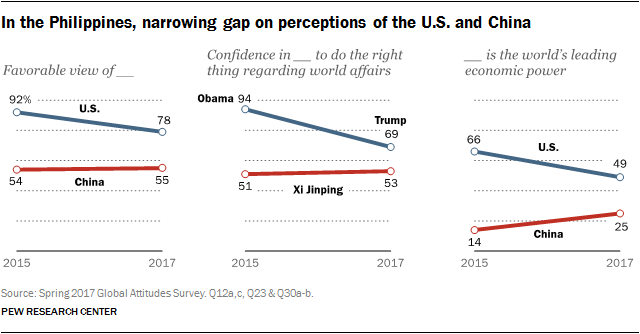 In the Philippines, narrowing gap on perceptions of the U.S. and China
Favorable view of __
92%
U.S.
78
54
China
55
2015
2017
Confidence in __ to do the right
thing regarding world affairs
Obama 94
Trump
69
51
Xi Jinping
53
2015
2017
__ is the world's leading
economic power
66
U.S.
49
14
China
25
2015
2017
Source: Spring 2017 Global Attitudes Survey. Q12a,c, Q23 & Q30a-b.
PEW RESEARCH CENTER